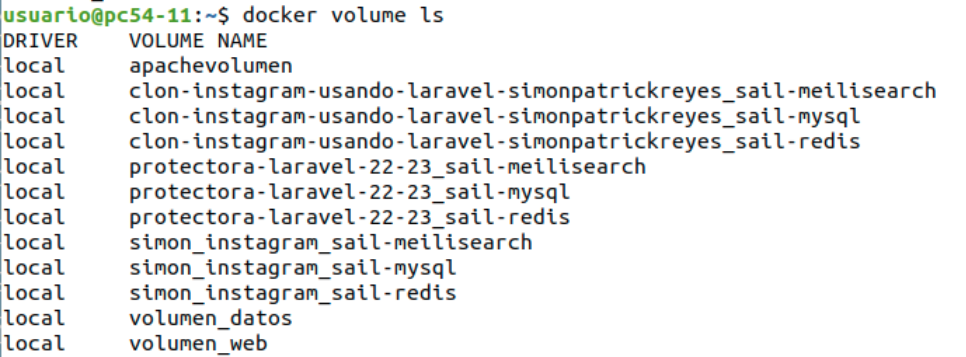 usuario@pc54-11:~$ docker volume ls
DRIVER    VOLUME NAME
local     apachevolumen
local     clon-instagram-usando-laravel-simonpatrickreyes_sail-meilisearch
local     clon-instagram-usando-laravel-simonpatrickreyes_sail-mysql
local     clon-instagram-usando-laravel-simonpatrickreyes_sail-redis
local     protectora-laravel-22-23_sail-meilisearch
local     protectora-laravel-22-23_sail-mysql
local     protectora-laravel-22-23_sail-redis
local     simon_instagram_sail-meilisearch
local     simon_instagram_sail-mysql
local     simon_instagram_sail-redis
local     volumen_datos
local     volumen_web